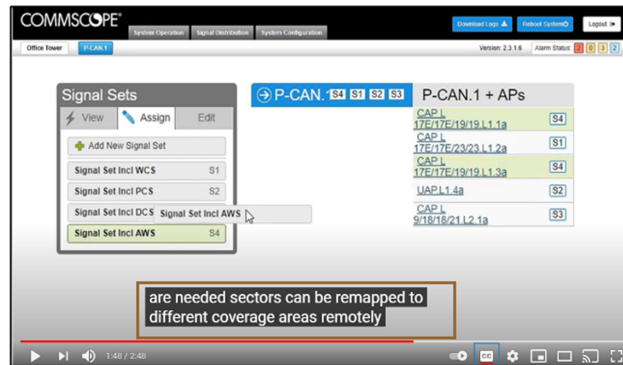 COMMSCOPE®
System Operation Signal Distribution System Configuration
Download Logs Reboot System Logout
Office Tower P-CAN.1
Version: 2.3.1.6 Alarm Status: 2 0 3 2
Signal Sets
View Assign Edit
Add New Signal Set
Signal Set Incl WCS S1
Signal Set Incl PCS S2
Signal Set Incl DCS
Signal Set Incl AWS
Signal Set Incl AWS S4
P-CAN.1 S4 S1 S2 S3
P-CAN.1 + APs
CAP L
17E/17E/19/19.L1.1a S4
CAP L
17E/17E/23/23.L1.2a S1
CAP L
17E/17E/19/19.L1.3a S4
UAP.L1.4a S2
CAP L
9/18/18/21.L2.1a S3
are needed sectors can be remapped to
different coverage areas remotely
1:48 / 2:48
CC